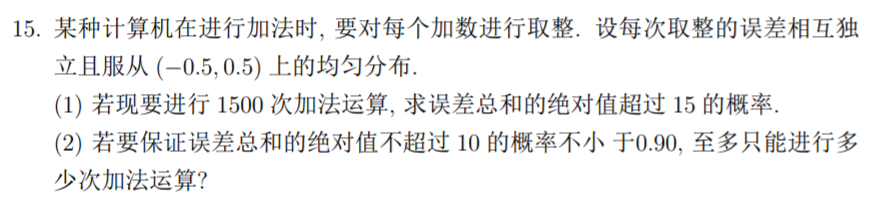 15. 某种计算机在进行加法时, 要对每个加数进行取整. 设每次取整的误差相互独
立且服从 (−0.5, 0.5) 上的均匀分布.
(1) 若现要进行 1500 次加法运算, 求误差总和的绝对值超过 15 的概率.
(2) 若要保证误差总和的绝对值不超过 10 的概率不小 于0.90, 至多只能进行多
少次加法运算?